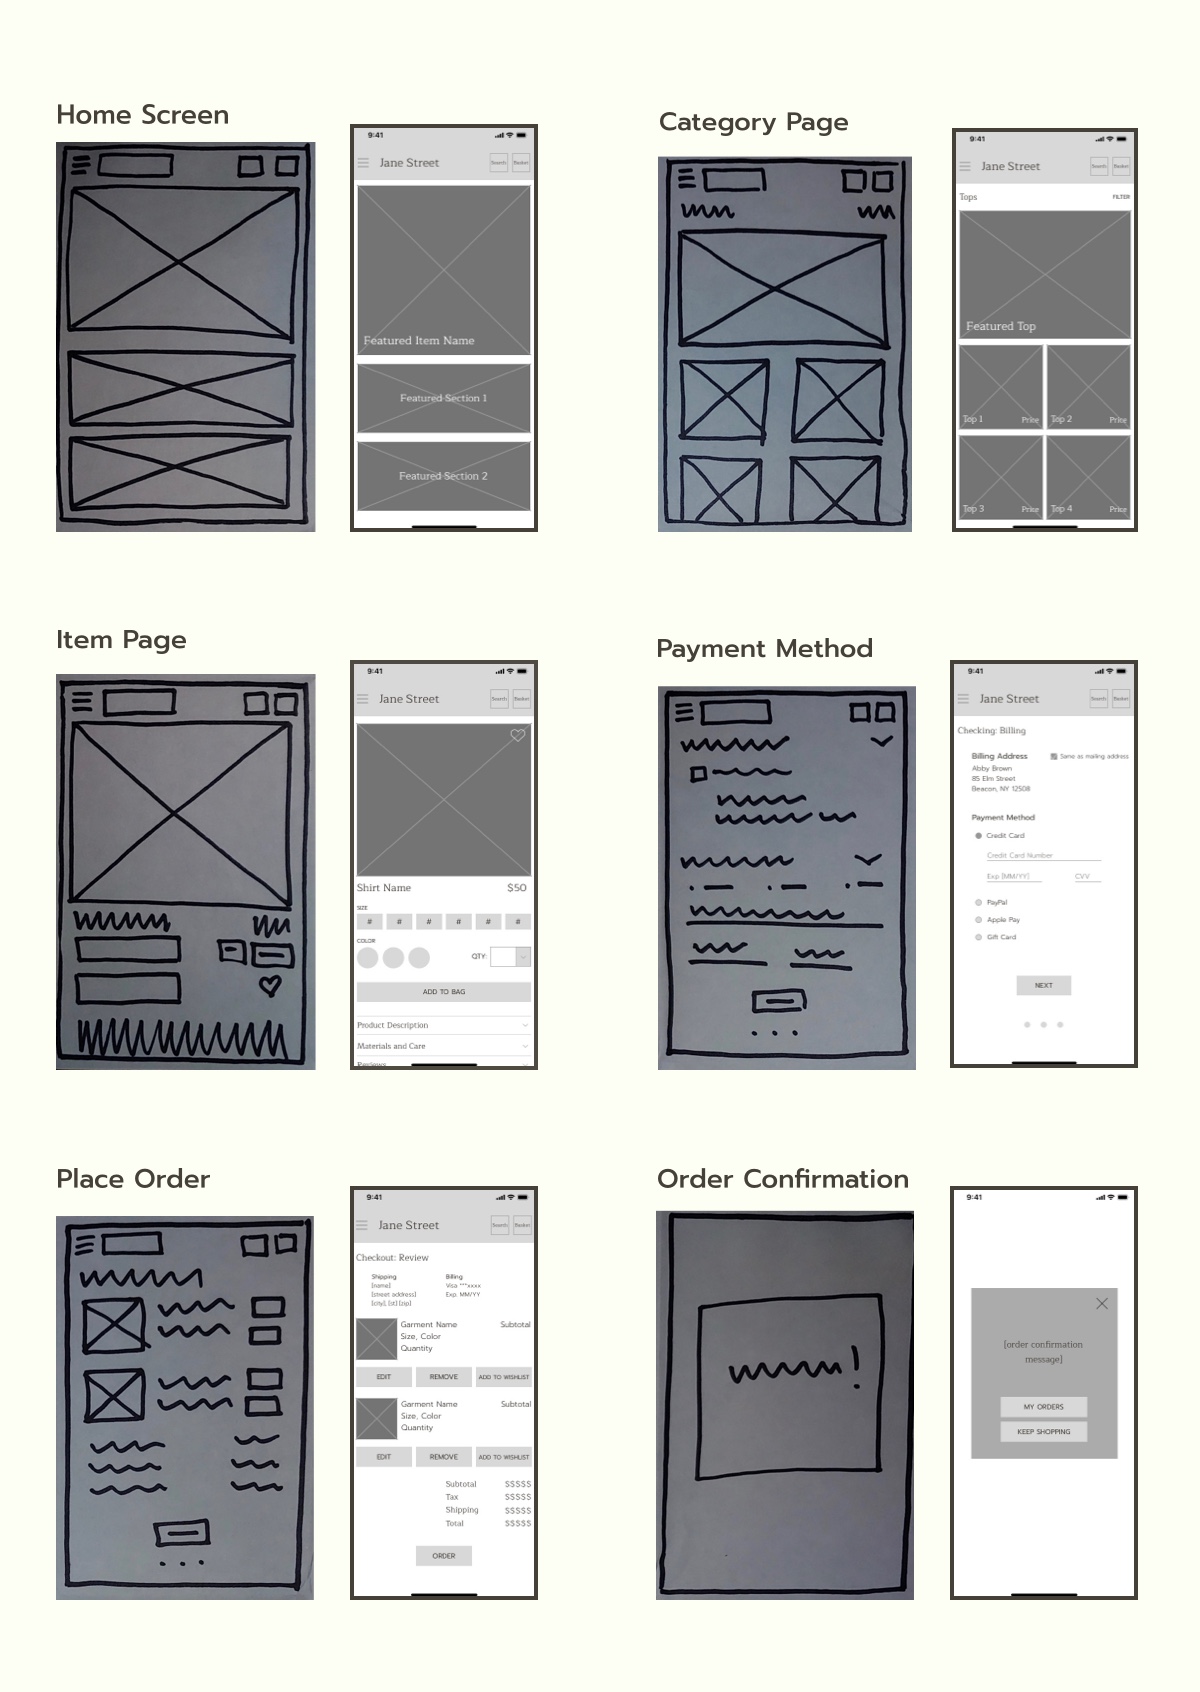 Home Screen
9:41
Jane Street
Search
Basket
Featured Item Name
Featured Section 1
Featured Section 2
Category Page
9:41
Jane Street
Search
Basket
Tops
FILTER
Featured Top
Top 1
Price
Top 2
Price
Top 3
Price
Top 4
Price
Item Page
9:41
Jane Street
Search
Basket
Shirt Name
$50
SIZE
# # # # # #
COLOR
QTY:
ADD TO BAG
Product Description
Materials and Care
Reviews
Payment Method
9:41
Jane Street
Search
Basket
Checking: Billing
Billing Address
Same as mailing address
Abby Brown
85 Elm Street
Beacon, NY 12508
Payment Method
Credit Card
Credit Card Number
Exp [MM/YY]
CVV
PayPal
Apple Pay
Gift Card
NEXT
Place Order
9:41
Jane Street
Search
Basket
Checkout: Review
Shipping
[name]
[street address]
[city], [st] [zip]
Billing
Visa ***xxxx
Exp. MM/YY
Garment Name
Subtotal
Size, Color
Quantity
EDIT
REMOVE
ADD TO WISHLIST
Garment Name
Subtotal
Size, Color
Quantity
EDIT
REMOVE
ADD TO WISHLIST
Subtotal $$$$$
Tax $$$$$
Shipping $$$$$
Total $$$$$
ORDER
Order Confirmation
!
9:41
[order confirmation
message]
MY ORDERS
KEEP SHOPPING